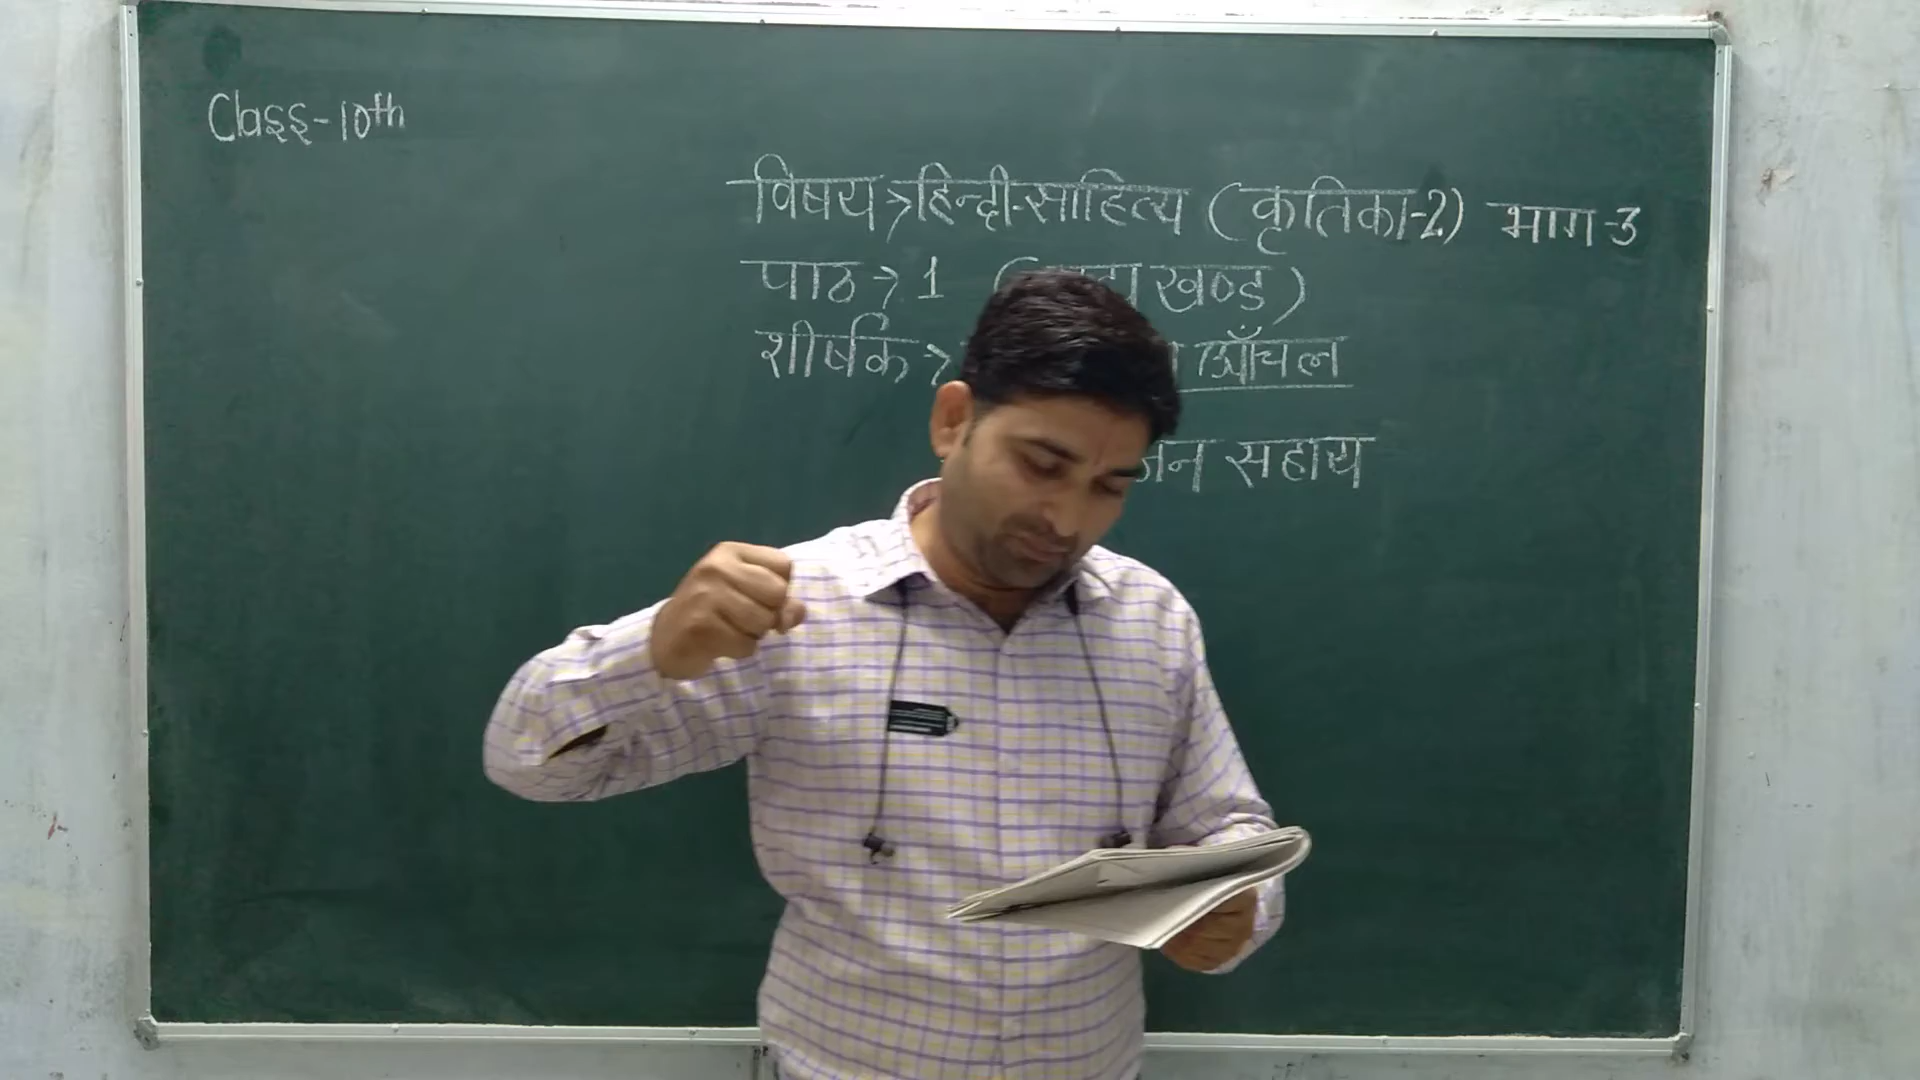 Class-10th
विषय→हिन्दी-साहित्य (कृतिका-2) भाग-3
पाठ→1 ( खण्ड)
शीर्षक→ आँचल
सहाय